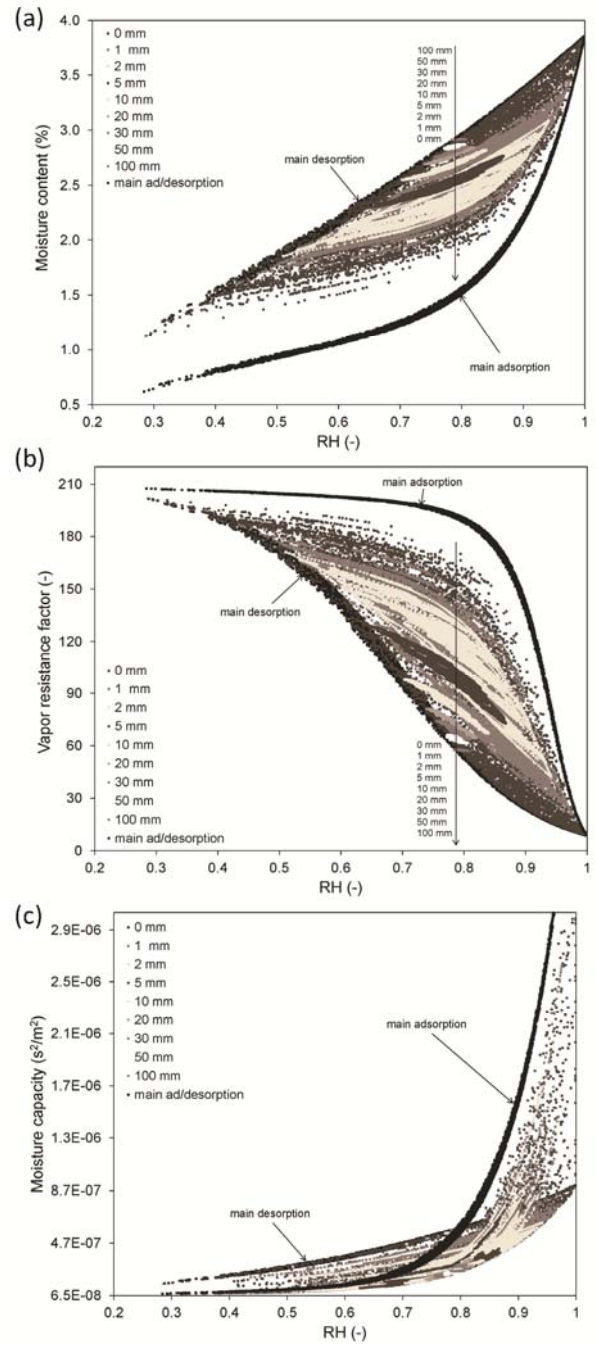 (a)
4.0
3.5
3.0
2.5
2.0
1.5
1.0
0.5
Moisture content (%)
0 mm
1 mm
2 mm
5 mm
10 mm
20 mm
30 mm
50 mm
100 mm
main ad/desorption
100 mm
50 mm
30 mm
20 mm
10 mm
5 mm
2 mm
1 mm
0 mm
main desorption
main adsorption
0.2 0.3 0.4 0.5 0.6 0.7 0.8 0.9 1
RH (-)
(b)
210
180
150
120
90
60
30
0
Vapor resistance factor (-)
main adsorption
main desorption
0 mm
1 mm
2 mm
5 mm
10 mm
20 mm
30 mm
50 mm
100 mm
main ad/desorption
0 mm
1 mm
2 mm
5 mm
10 mm
20 mm
30 mm
50 mm
100 mm
0.2 0.3 0.4 0.5 0.6 0.7 0.8 0.9 1
RH (-)
(c)
2.9E-06
2.5E-06
2.1E-06
1.7E-06
1.3E-06
8.7E-07
4.7E-07
6.5E-08
Moisture capacity (s²/m²)
0 mm
1 mm
2 mm
5 mm
10 mm
20 mm
30 mm
50 mm
100 mm
main ad/desorption
main adsorption
main desorption
0.2 0.3 0.4 0.5 0.6 0.7 0.8 0.9 1
RH (-)